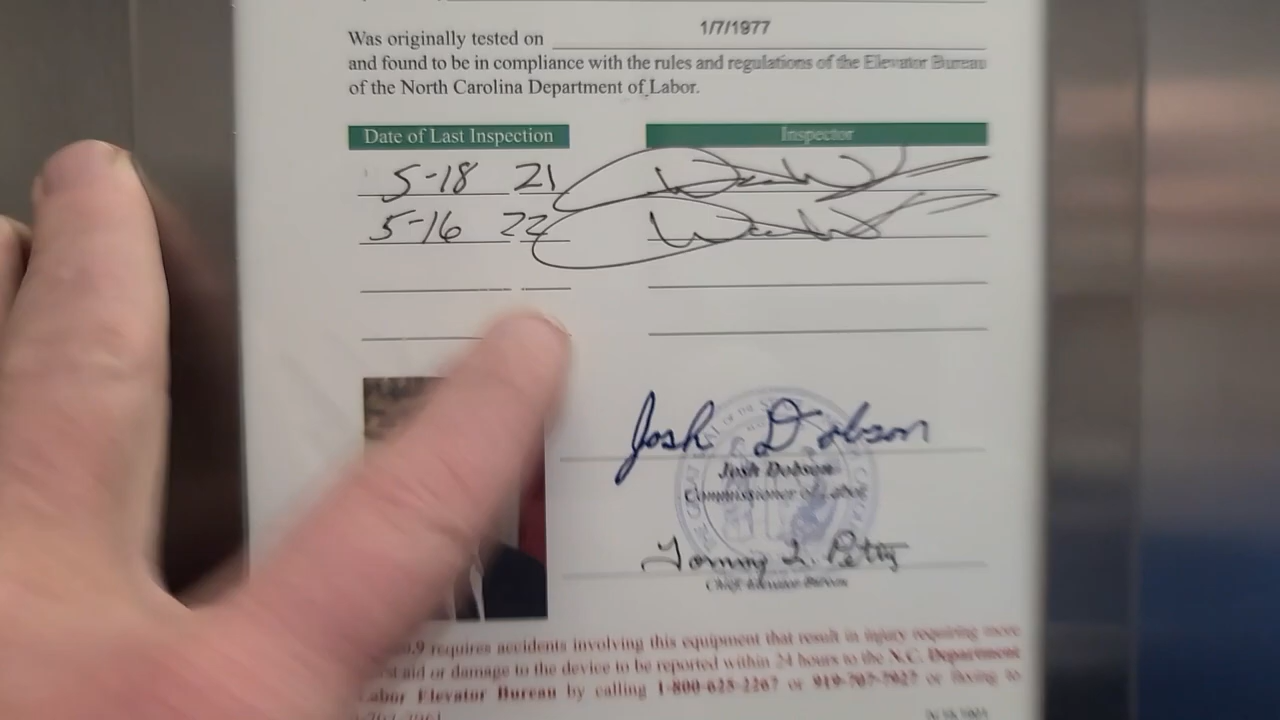 1/7/1977
Was originally tested on
and found to be in compliance with the rules and regulations of the Elevator Bureau
of the North Carolina Department of Labor.
Date of Last Inspection Inspector
5-18 21
5-16 22
Josh Dobson
Josh Dobson
Commissioner of Labor
Tommy L. Petty
Chief, Elevator Bureau
.9 requires accidents involving this equipment that result in injury requiring more
aid or damage to the device to be reported within 24 hours to the N.C. Department
Labor Elevator Bureau by calling 1-800-625-2267 or 919-707-7927 or faxing to